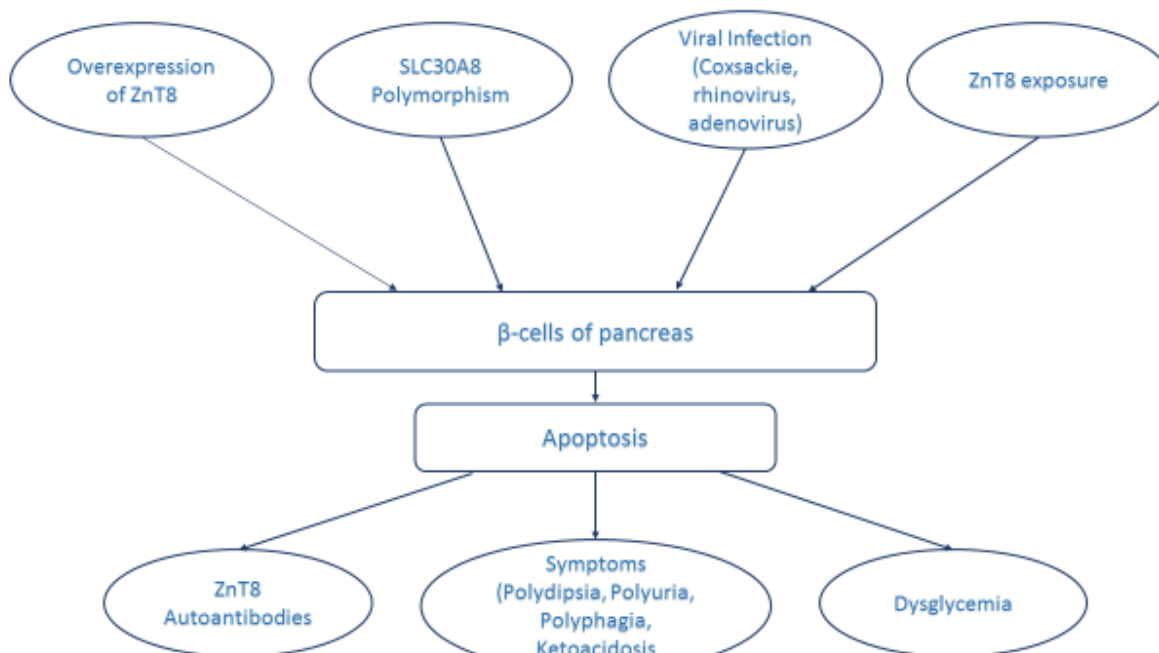 Overexpression
of ZnT8
SLC30A8
Polymorphism
Viral Infection
(Coxsackie,
rhinovirus,
adenovirus)
ZnT8 exposure
β-cells of pancreas
Apoptosis
ZnT8
Autoantibodies
Symptoms
(Polydipsia, Polyuria,
Polyphagia,
Ketoacidosis
Dysglycemia